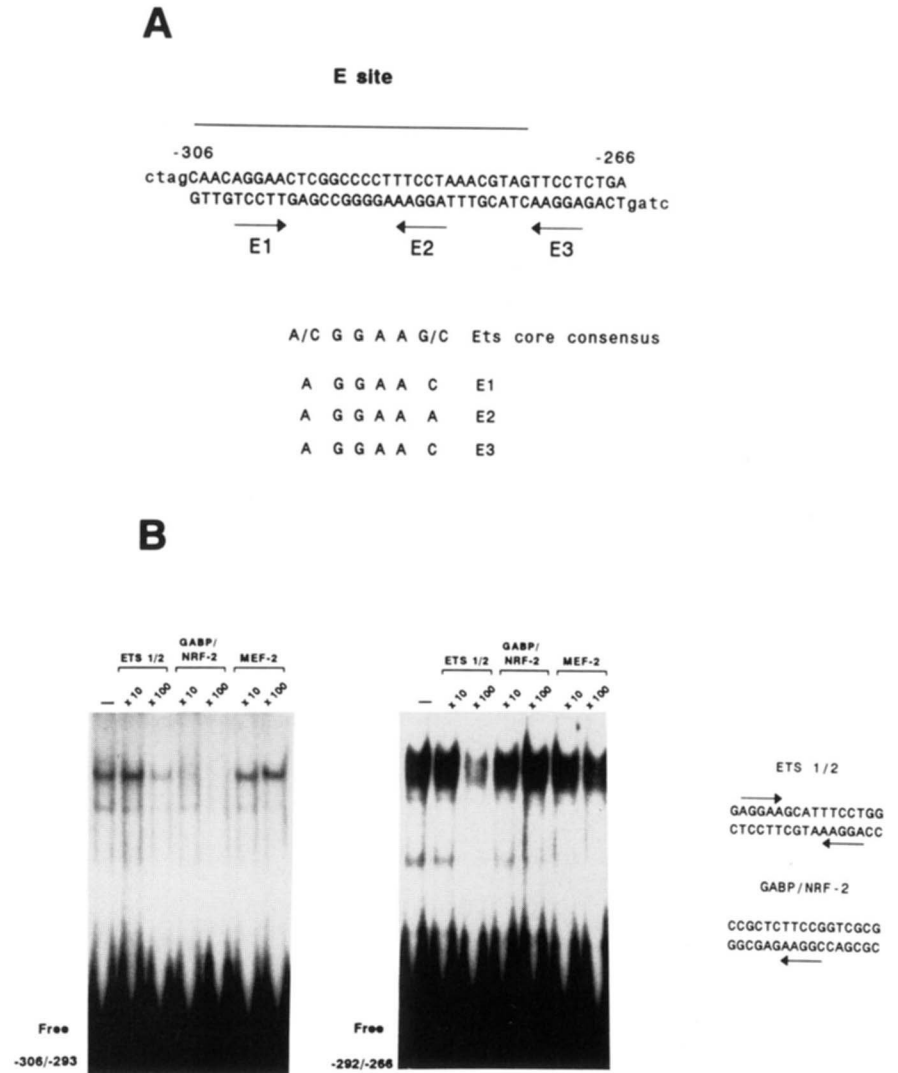 A
E site
-306 -266
ctagCAACAGGAACTCGGCCCCTTTCCTAAACGTAGTTCCTCTGA
GTTGTCCTTGAGCCGGGGAAAGGATTTGCATCAAGGAGACTgatc
E1 E2 E3
A/C G G A A G/C Ets core consensus
A G G A A C E1
A G G A A A E2
A G G A A C E3
B
ETS 1/2 GABP/ NRF-2 MEF-2
— x 10 x 100 x 10 x 100 x 10 x 100
Free
-306/-293
ETS 1/2 GABP/ NRF-2 MEF-2
— x 10 x 100 x 10 x 100 x 10 x 100
Free
-292/-266
ETS 1/2
GAGGAAGCATTTCCTGG
CTCCTTCGTAAAGGACC
GABP/NRF-2
CCGCTCTTCCGGTCGCG
GGCGAGAAGGCCAGCGC